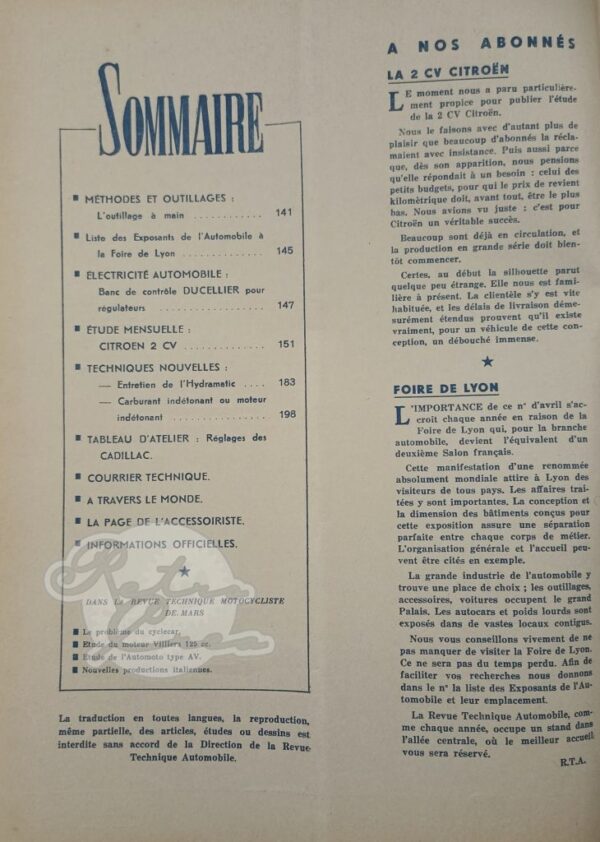 SOMMAIRE
■ MÉTHODES ET OUTILLAGES :
L'outillage à main ............ 141
■ Liste des Exposants de l'Automobile à
la Foire de Lyon ............... 145
■ ÉLECTRICITÉ AUTOMOBILE :
Banc de contrôle DUCELLIER pour
régulateurs .................... 147
■ ÉTUDE MENSUELLE :
CITROEN 2 CV .............. 151
■ TECHNIQUES NOUVELLES :
— Entretien de l'Hydramatic .... 183
— Carburant indétonant ou moteur
indétonant ................... 198
■ TABLEAU D'ATELIER : Réglages des
CADILLAC.
■ COURRIER TECHNIQUE.
■ A TRAVERS LE MONDE.
■ LA PAGE DE L'ACCESSOIRISTE.
■ INFORMATIONS OFFICIELLES.
★
DANS LA REVUE TECHNIQUE MOTOCYCLISTE
DE MARS
■ Le problème du cyclecar.
■ Etude du moteur Villiers 125 cc.
■ Etude de l'Automoto type AV.
■ Nouvelles productions italiennes.
La traduction en toutes langues, la reproduction,
même partielle, des articles, études ou dessins est
interdite sans accord de la Direction de la Revue
Technique Automobile.
A NOS ABONNÉS
LA 2 CV CITROËN
LE moment nous a paru particulière-
ment propice pour publier l'étude
de la 2 CV Citroën.
Nous le faisons avec d'autant plus de
plaisir que beaucoup d'abonnés la récla-
maient avec insistance. Puis aussi parce
que, dès son apparition, nous pensions
qu'elle répondait à un besoin : celui des
petits budgets, pour qui le prix de revient
kilométrique doit, avant tout, être le plus
bas. Nous avions vu juste ; c'est pour
Citroën un véritable succès.
Beaucoup sont déjà en circulation, et
la production en grande série doit bien-
tôt commencer.
Certes, au début la silhouette parut
quelque peu étrange. Elle nous est fami-
lière à présent. La clientèle s'y est vite
habituée, et les délais de livraison déme-
surément étendus prouvent qu'il existe
vraiment, pour un véhicule de cette con-
ception, un débouché immense.
★
FOIRE DE LYON
L'IMPORTANCE de ce n° d'avril s'ac-
croît chaque année en raison de la
Foire de Lyon qui, pour la branche
automobile, devient l'équivalent d'un
deuxième Salon français.
Cette manifestation d'une renommée
absolument mondiale attire à Lyon des
visiteurs de tous pays. Les affaires trai-
tées y sont importantes. La conception et
la dimension des bâtiments conçus pour
cette exposition assure une séparation
parfaite entre chaque corps de métier.
L'organisation générale et l'accueil peu-
vent être cités en exemple.
La grande industrie de l'automobile y
trouve une place de choix ; les outillages,
accessoires, voitures occupent le grand
Palais. Les autocars et poids lourds sont
exposés dans de vastes locaux contigus.
Nous vous conseillons vivement de ne
pas manquer de visiter la Foire de Lyon.
Ce ne sera pas du temps perdu. Afin de
faciliter vos recherches nous donnons
dans le n° la liste des Exposants de l'Au-
tomobile et leur emplacement.
La Revue Technique Automobile, com-
me chaque année, occupe un stand dans
l'allée centrale, où le meilleur accueil
vous sera réservé.
R.T.A.